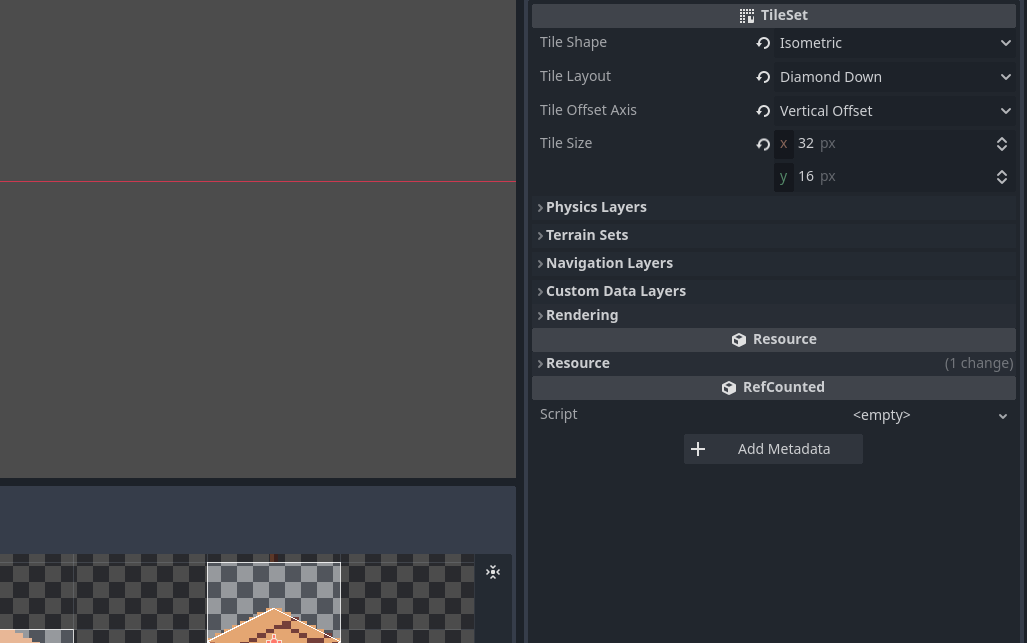 TileSet
Tile Shape Isometric
Tile Layout Diamond Down
Tile Offset Axis Vertical Offset
Tile Size x 32 px
y 16 px
Physics Layers
Terrain Sets
Navigation Layers
Custom Data Layers
Rendering
Resource
Resource (1 change)
RefCounted
Script <empty>
Add Metadata